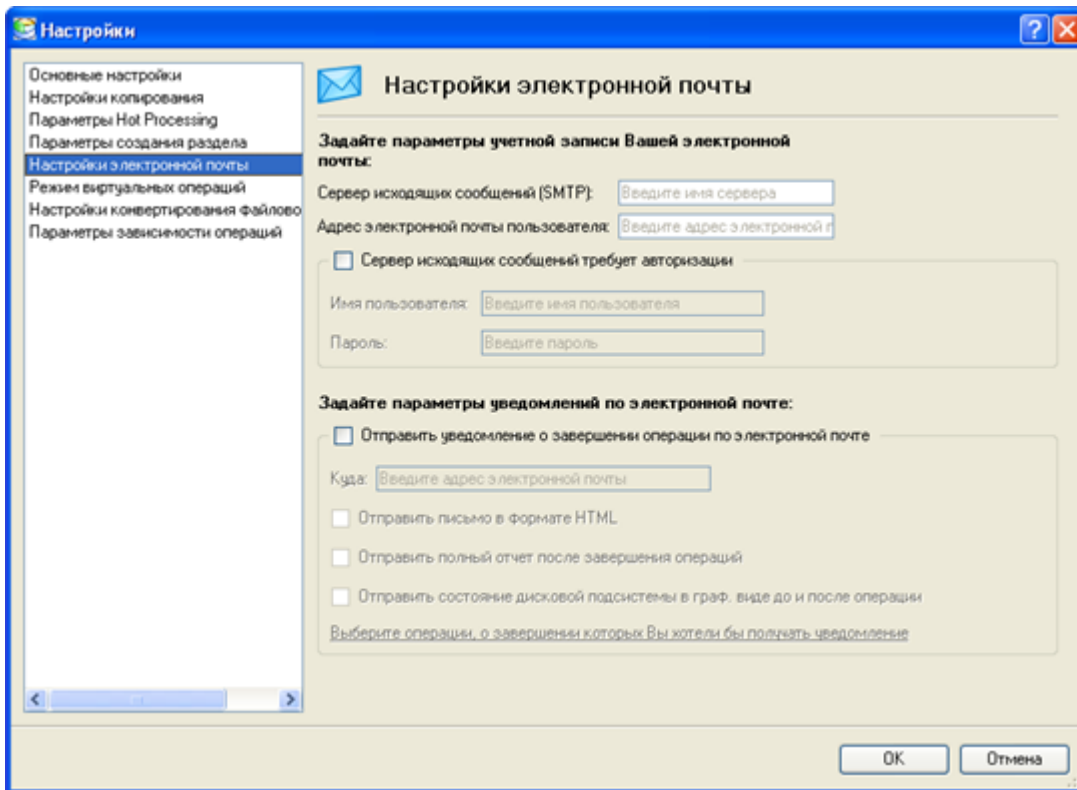 Настройки
Основные настройки
Настройки копирования
Параметры Hot Processing
Параметры создания раздела
Настройки электронной почты
Режим виртуальных операций
Настройки конвертирования файлово
Параметры зависимости операций
Настройки электронной почты
Задайте параметры учетной записи Вашей электронной
почты:
Сервер исходящих сообщений (SMTP): Введите имя сервера
Адрес электронной почты пользователя: Введите адрес электронной п
Сервер исходящих сообщений требует авторизации
Имя пользователя: Введите имя пользователя
Пароль: Введите пароль
Задайте параметры уведомлений по электронной почте:
Отправить уведомление о завершении операции по электронной почте
Куда: Введите адрес электронной почты
Отправить письмо в формате HTML
Отправить полный отчет после завершения операций
Отправить состояние дисковой подсистемы в граф. виде до и после операции
Выберите операции, о завершении которых Вы хотели бы получать уведомление
OK Отмена